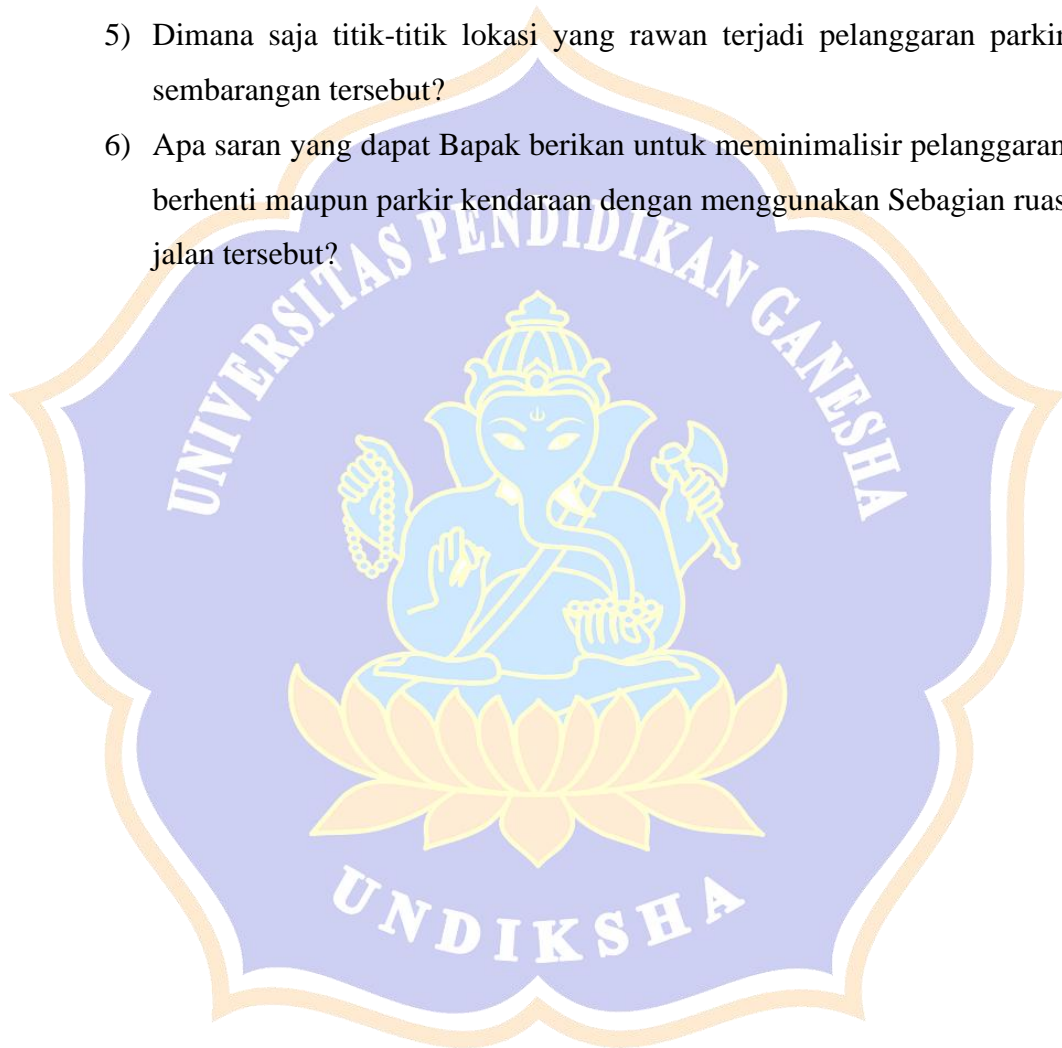 5) Dimana saja titik-titik lokasi yang rawan terjadi pelanggaran parkir
sembarangan tersebut?
6) Apa saran yang dapat Bapak berikan untuk meminimalisir pelanggaran
berhenti maupun parkir kendaraan dengan menggunakan Sebagian ruas
jalan tersebut?
UNIVERSITAS PENDIDIKAN GANESHA
UNDIKSHA